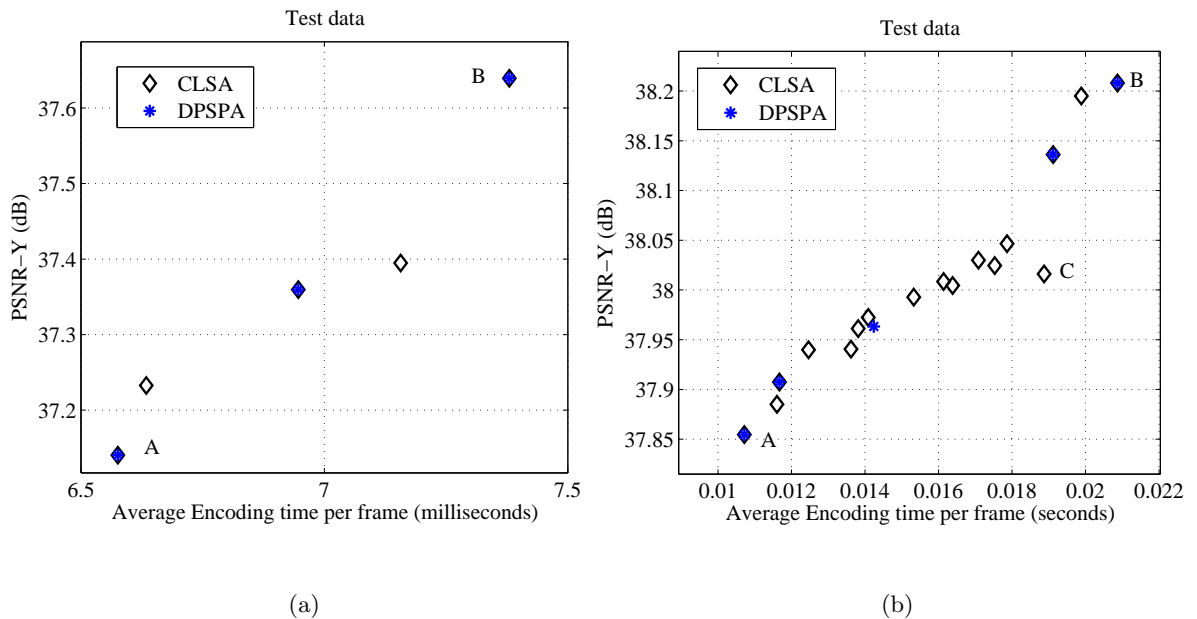 Test data
CLSA
DPSPA
B
A
37.6
37.5
37.4
37.3
37.2
6.5
7
7.5
PSNR−Y (dB)
Average Encoding time per frame (milliseconds)
(a)
Test data
CLSA
DPSPA
B
C
A
38.2
38.15
38.1
38.05
38
37.95
37.9
37.85
0.01
0.012
0.014
0.016
0.018
0.02
0.022
PSNR−Y (dB)
Average Encoding time per frame (seconds)
(b)